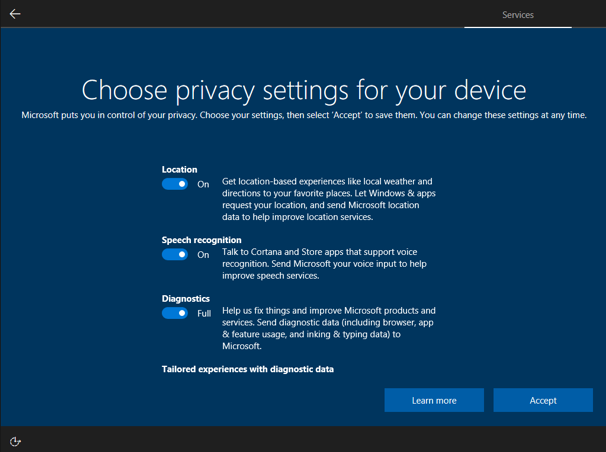 Services
Choose privacy settings for your device
Microsoft puts you in control of your privacy. Choose your settings, then select 'Accept' to save them. You can change these settings at any time.
Location
On
Get location-based experiences like local weather and
directions to your favorite places. Let Windows & apps
request your location, and send Microsoft location
data to help improve location services.
Speech recognition
On
Talk to Cortana and Store apps that support voice
recognition. Send Microsoft your voice input to help
improve speech services.
Diagnostics
Full
Help us fix things and improve Microsoft products and
services. Send diagnostic data (including browser, app
& feature usage, and inking & typing data) to
Microsoft.
Tailored experiences with diagnostic data
Learn more
Accept